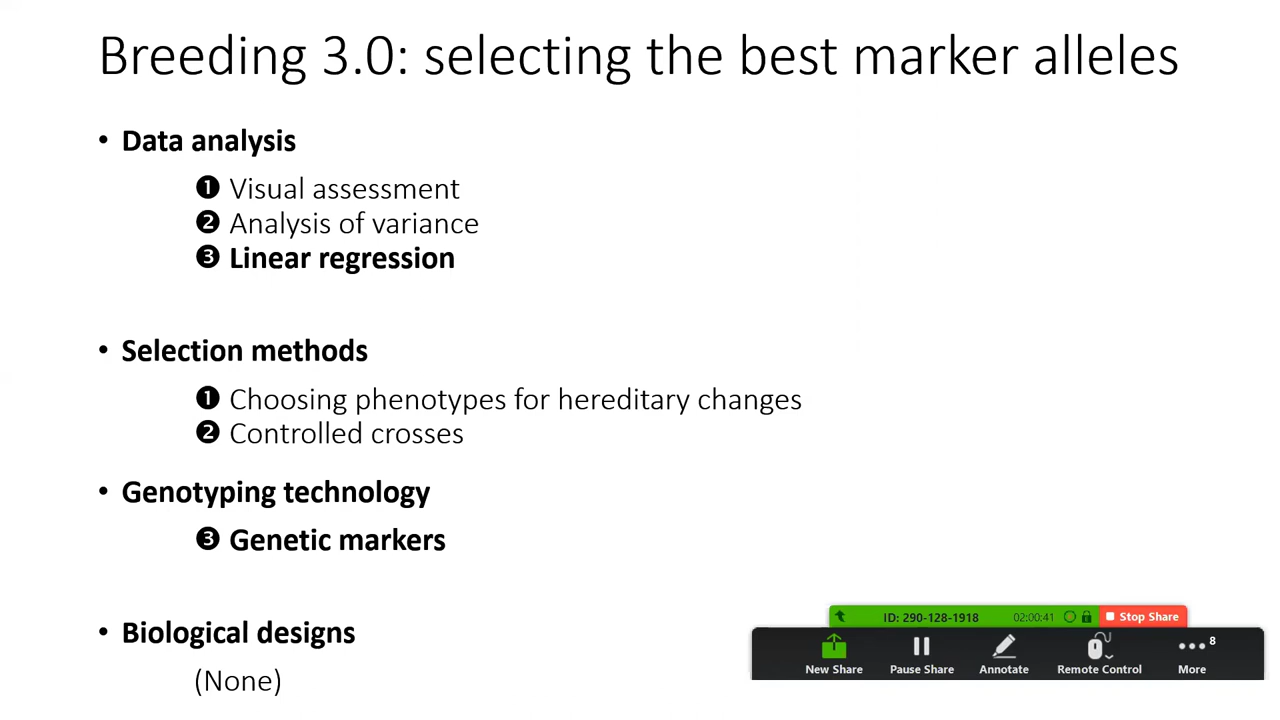 Breeding 3.0: selecting the best marker alleles
• Data analysis
❶ Visual assessment
❷ Analysis of variance
❸ Linear regression
• Selection methods
❶ Choosing phenotypes for hereditary changes
❷ Controlled crosses
• Genotyping technology
❸ Genetic markers
• Biological designs
(None)
ID: 290-128-1918 02:00:41 Stop Share
New Share Pause Share Annotate Remote Control More 8